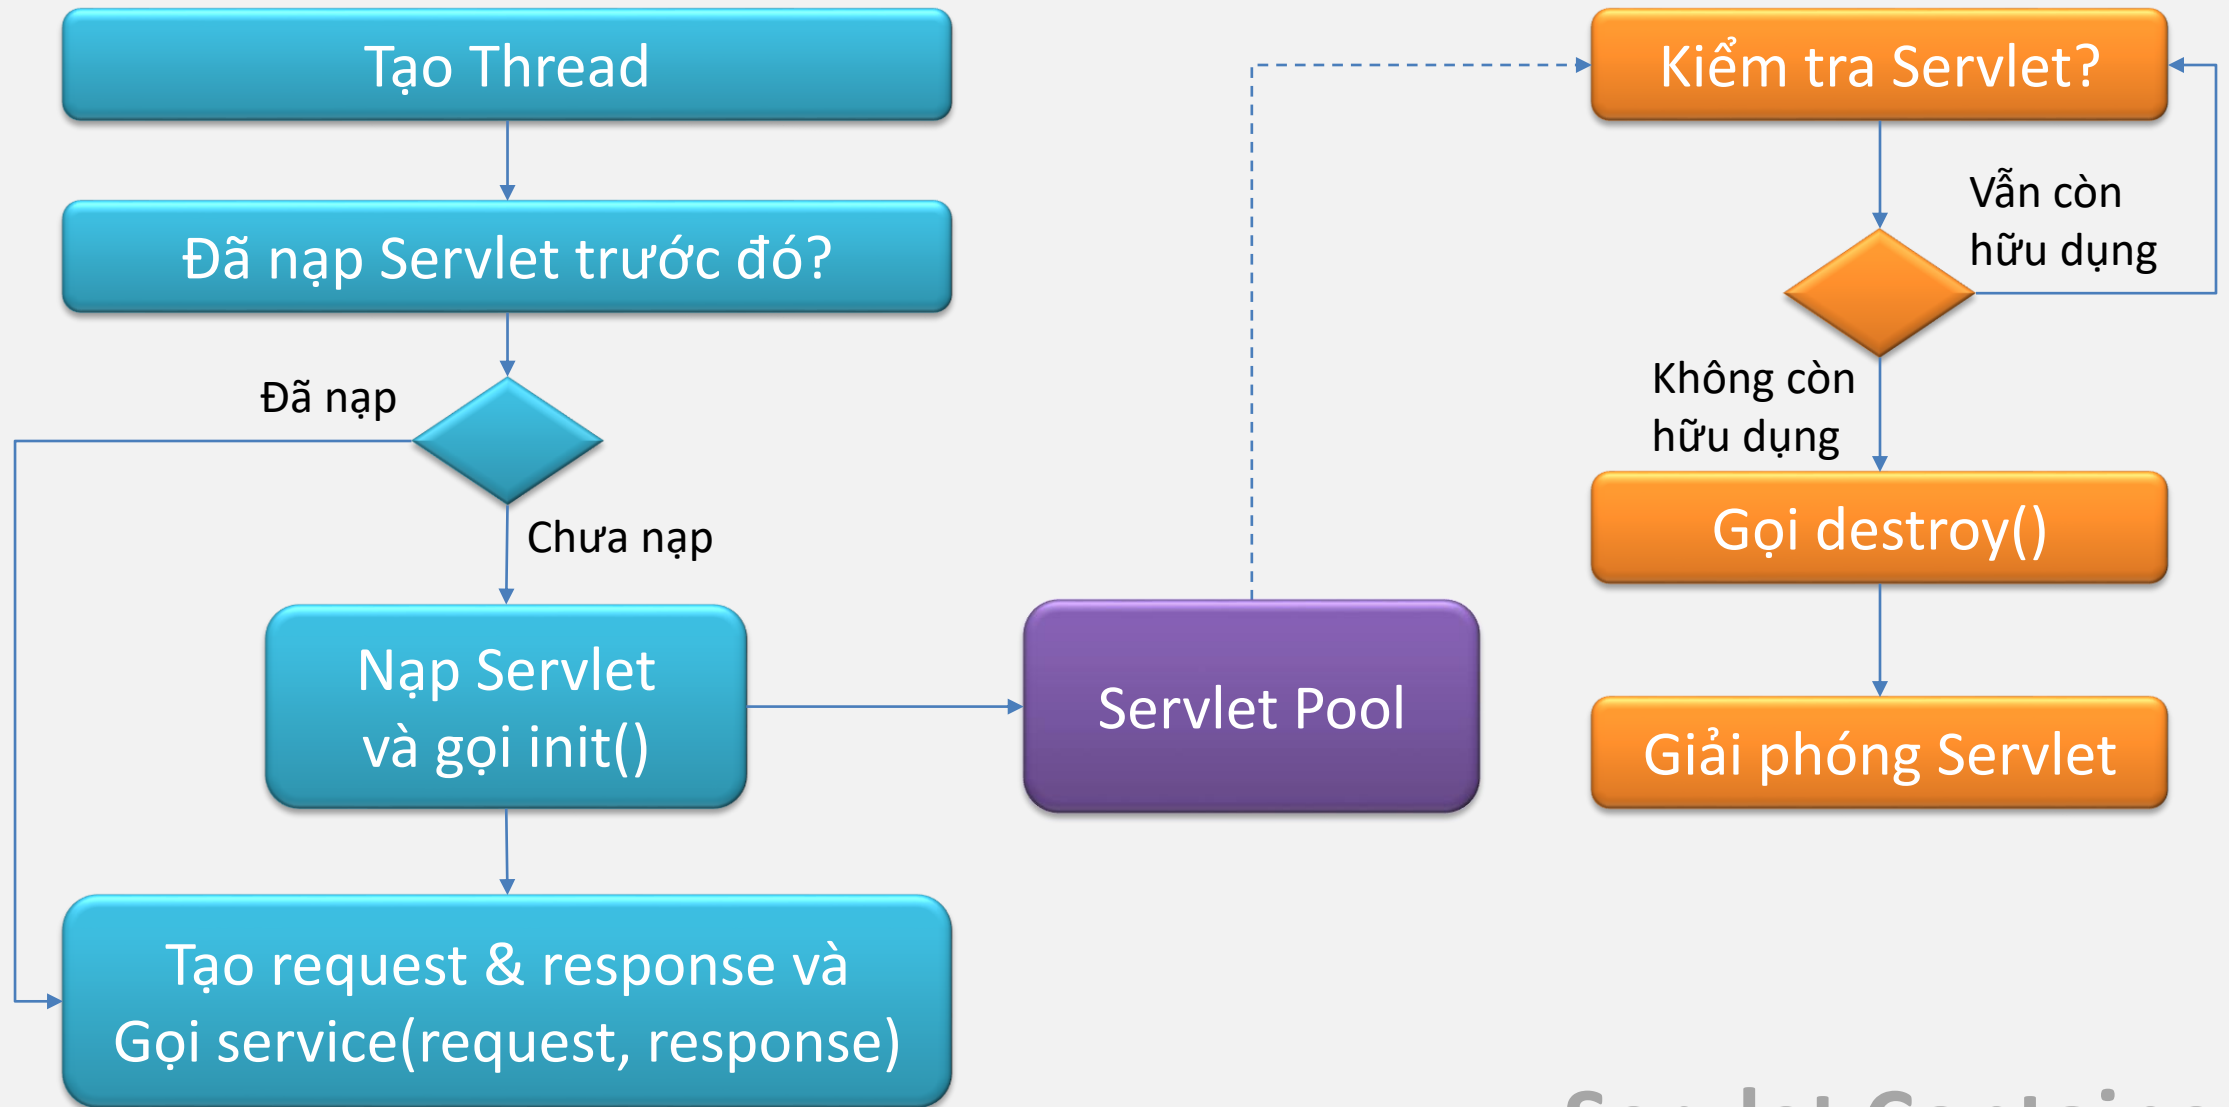 Tạo Thread
Đã nạp Servlet trước đó?
Đã nạp
Chưa nạp
Nạp Servlet
và gọi init()
Tạo request & response và
Gọi service(request, response)
Servlet Pool
Kiểm tra Servlet?
Vẫn còn
hữu dụng
Không còn
hữu dụng
Gọi destroy()
Giải phóng Servlet